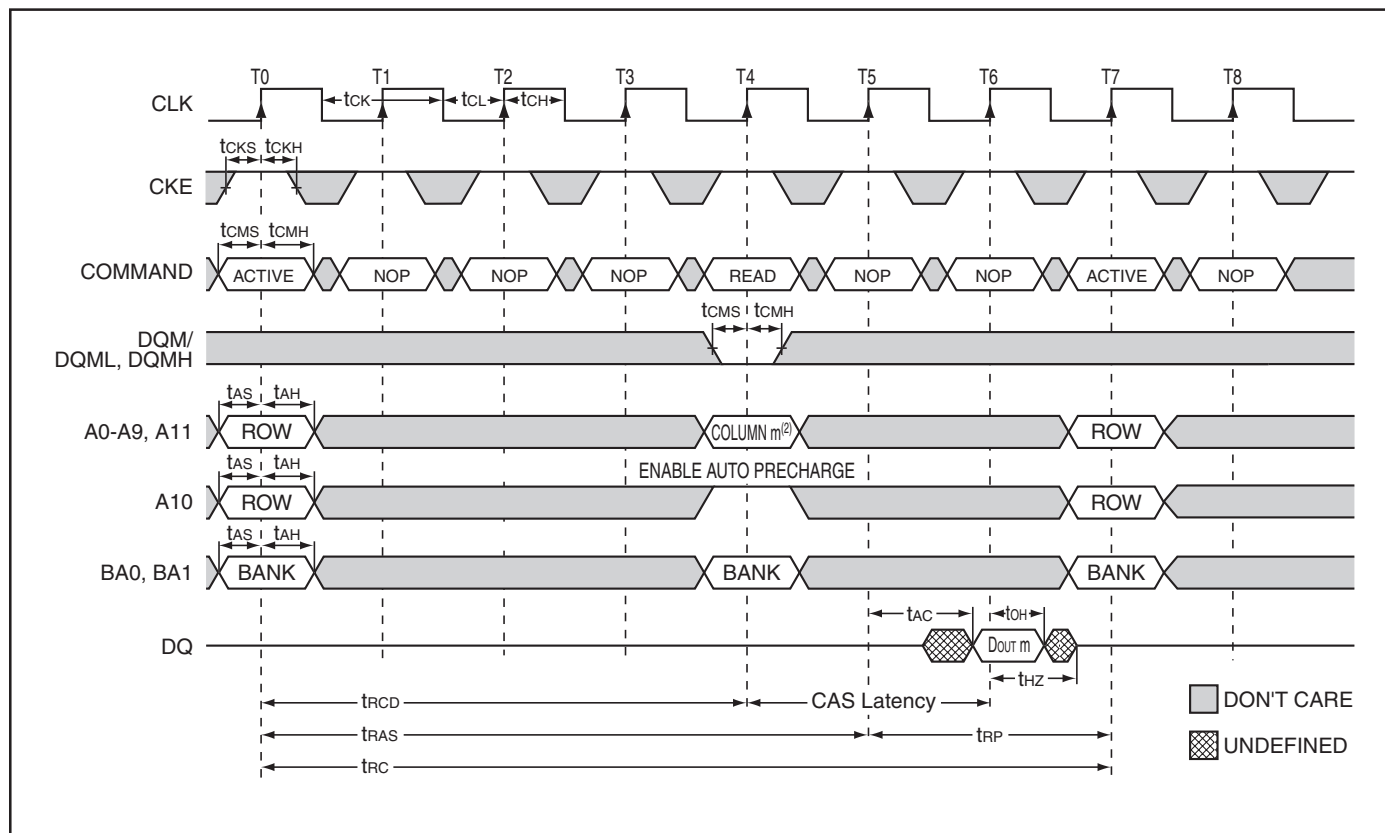 T0 T1 T2 T3 T4 T5 T6 T7 T8
CLK
tCK tCL tCH
tCKS tCKH
CKE
tCMS tCMH
COMMAND ACTIVE NOP NOP NOP READ NOP NOP ACTIVE NOP
tCMS tCMH
DQM/
DQML, DQMH
tAS tAH
A0-A9, A11 ROW COLUMN m(2) ROW
tAS tAH ENABLE AUTO PRECHARGE
A10 ROW ROW
tAS tAH
BA0, BA1 BANK BANK BANK
tAC tOH
DQ DOUT m
tHZ
tRCD CAS Latency
DON'T CARE
tRAS tRP
UNDEFINED
tRC